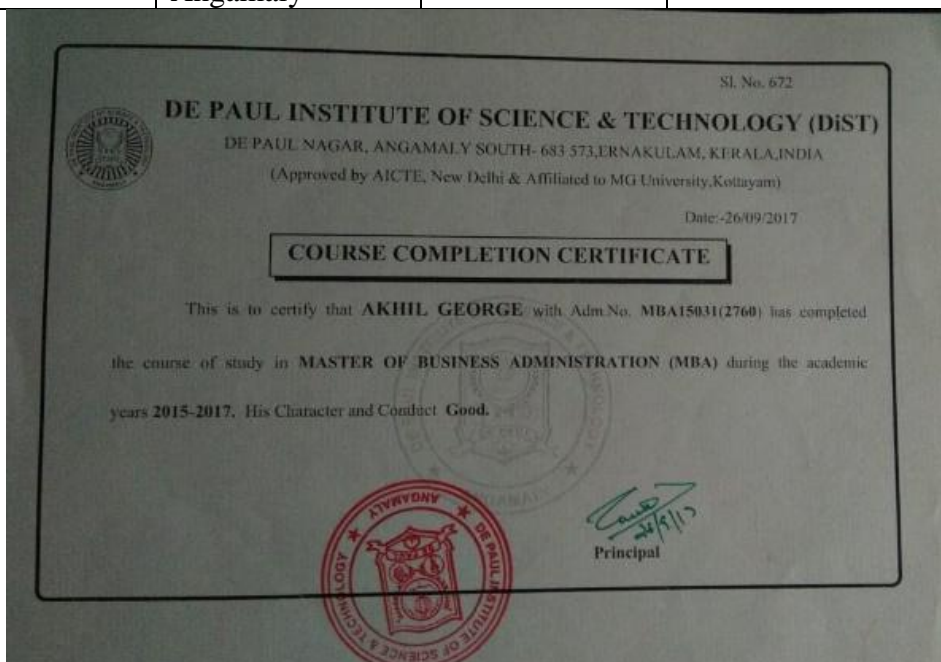 Angamaly
Sl. No. 672
DE PAUL INSTITUTE OF SCIENCE & TECHNOLOGY (DiST)
DE PAUL NAGAR, ANGAMALY SOUTH- 683 573,ERNAKULAM, KERALA,INDIA
(Approved by AICTE, New Delhi & Affiliated to MG University,Kottayam)
Date:-26/09/2017
COURSE COMPLETION CERTIFICATE
This is to certify that AKHIL GEORGE with Adm.No. MBA15031(2760) has completed
the course of study in MASTER OF BUSINESS ADMINISTRATION (MBA) during the academic
years 2015-2017. His Character and Conduct Good.
26/9/17
Principal
DE PAUL INSTITUTE OF SCIENCE & TECHNOLOGY ★ ANGAMALY ★